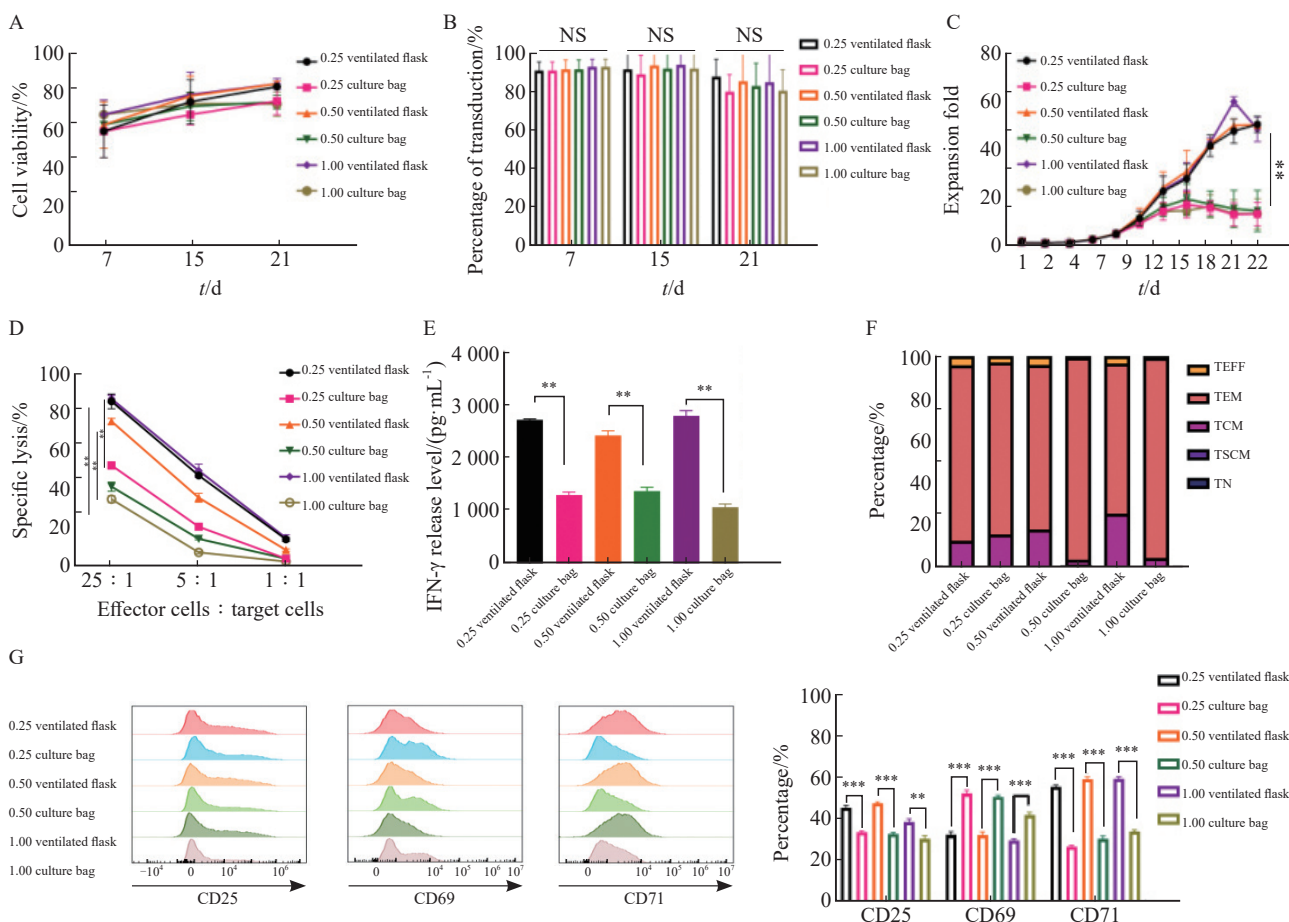 A
Cell viability/%
100
80
60
40
20
0
7
15
21
t/d
0.25 ventilated flask
0.25 culture bag
0.50 ventilated flask
0.50 culture bag
1.00 ventilated flask
1.00 culture bag
B
Percentage of transduction/%
100
80
60
40
20
0
NS
NS
NS
7
15
21
t/d
0.25 ventilated flask
0.25 culture bag
0.50 ventilated flask
0.50 culture bag
1.00 ventilated flask
1.00 culture bag
C
Expansion fold
80
60
40
20
0
1 2 4 7 9 12 15 18 21 22
t/d
0.25 ventilated flask
0.25 culture bag
0.50 ventilated flask
0.50 culture bag
1.00 ventilated flask
1.00 culture bag
**
D
Specific lysis/%
100
80
60
40
20
0
**
**
**
25 : 1
5 : 1
1 : 1
Effector cells : target cells
0.25 ventilated flask
0.25 culture bag
0.50 ventilated flask
0.50 culture bag
1.00 ventilated flask
1.00 culture bag
E
IFN-γ release level/(pg·mL⁻¹)
4 000
3 000
2 000
1 000
0
**
**
**
0.25 ventilated flask
0.25 culture bag
0.50 ventilated flask
0.50 culture bag
1.00 ventilated flask
1.00 culture bag
F
Percentage/%
100
80
60
40
20
0
0.25 ventilated flask
0.25 culture bag
0.50 ventilated flask
0.50 culture bag
1.00 ventilated flask
1.00 culture bag
TEFF
TEM
TCM
TSCM
TN
G
0.25 ventilated flask
0.25 culture bag
0.50 ventilated flask
0.50 culture bag
1.00 ventilated flask
1.00 culture bag
−10⁴ 0 10⁴ 10⁶
CD25
0 10⁴ 10⁵ 10⁶ 10⁷
CD69
0 10⁴ 10⁵ 10⁶ 10⁷
CD71
Percentage/%
100
80
60
40
20
0
*** *** **
*** *** ***
*** *** ***
CD25
CD69
CD71
0.25 ventilated flask
0.25 culture bag
0.50 ventilated flask
0.50 culture bag
1.00 ventilated flask
1.00 culture bag